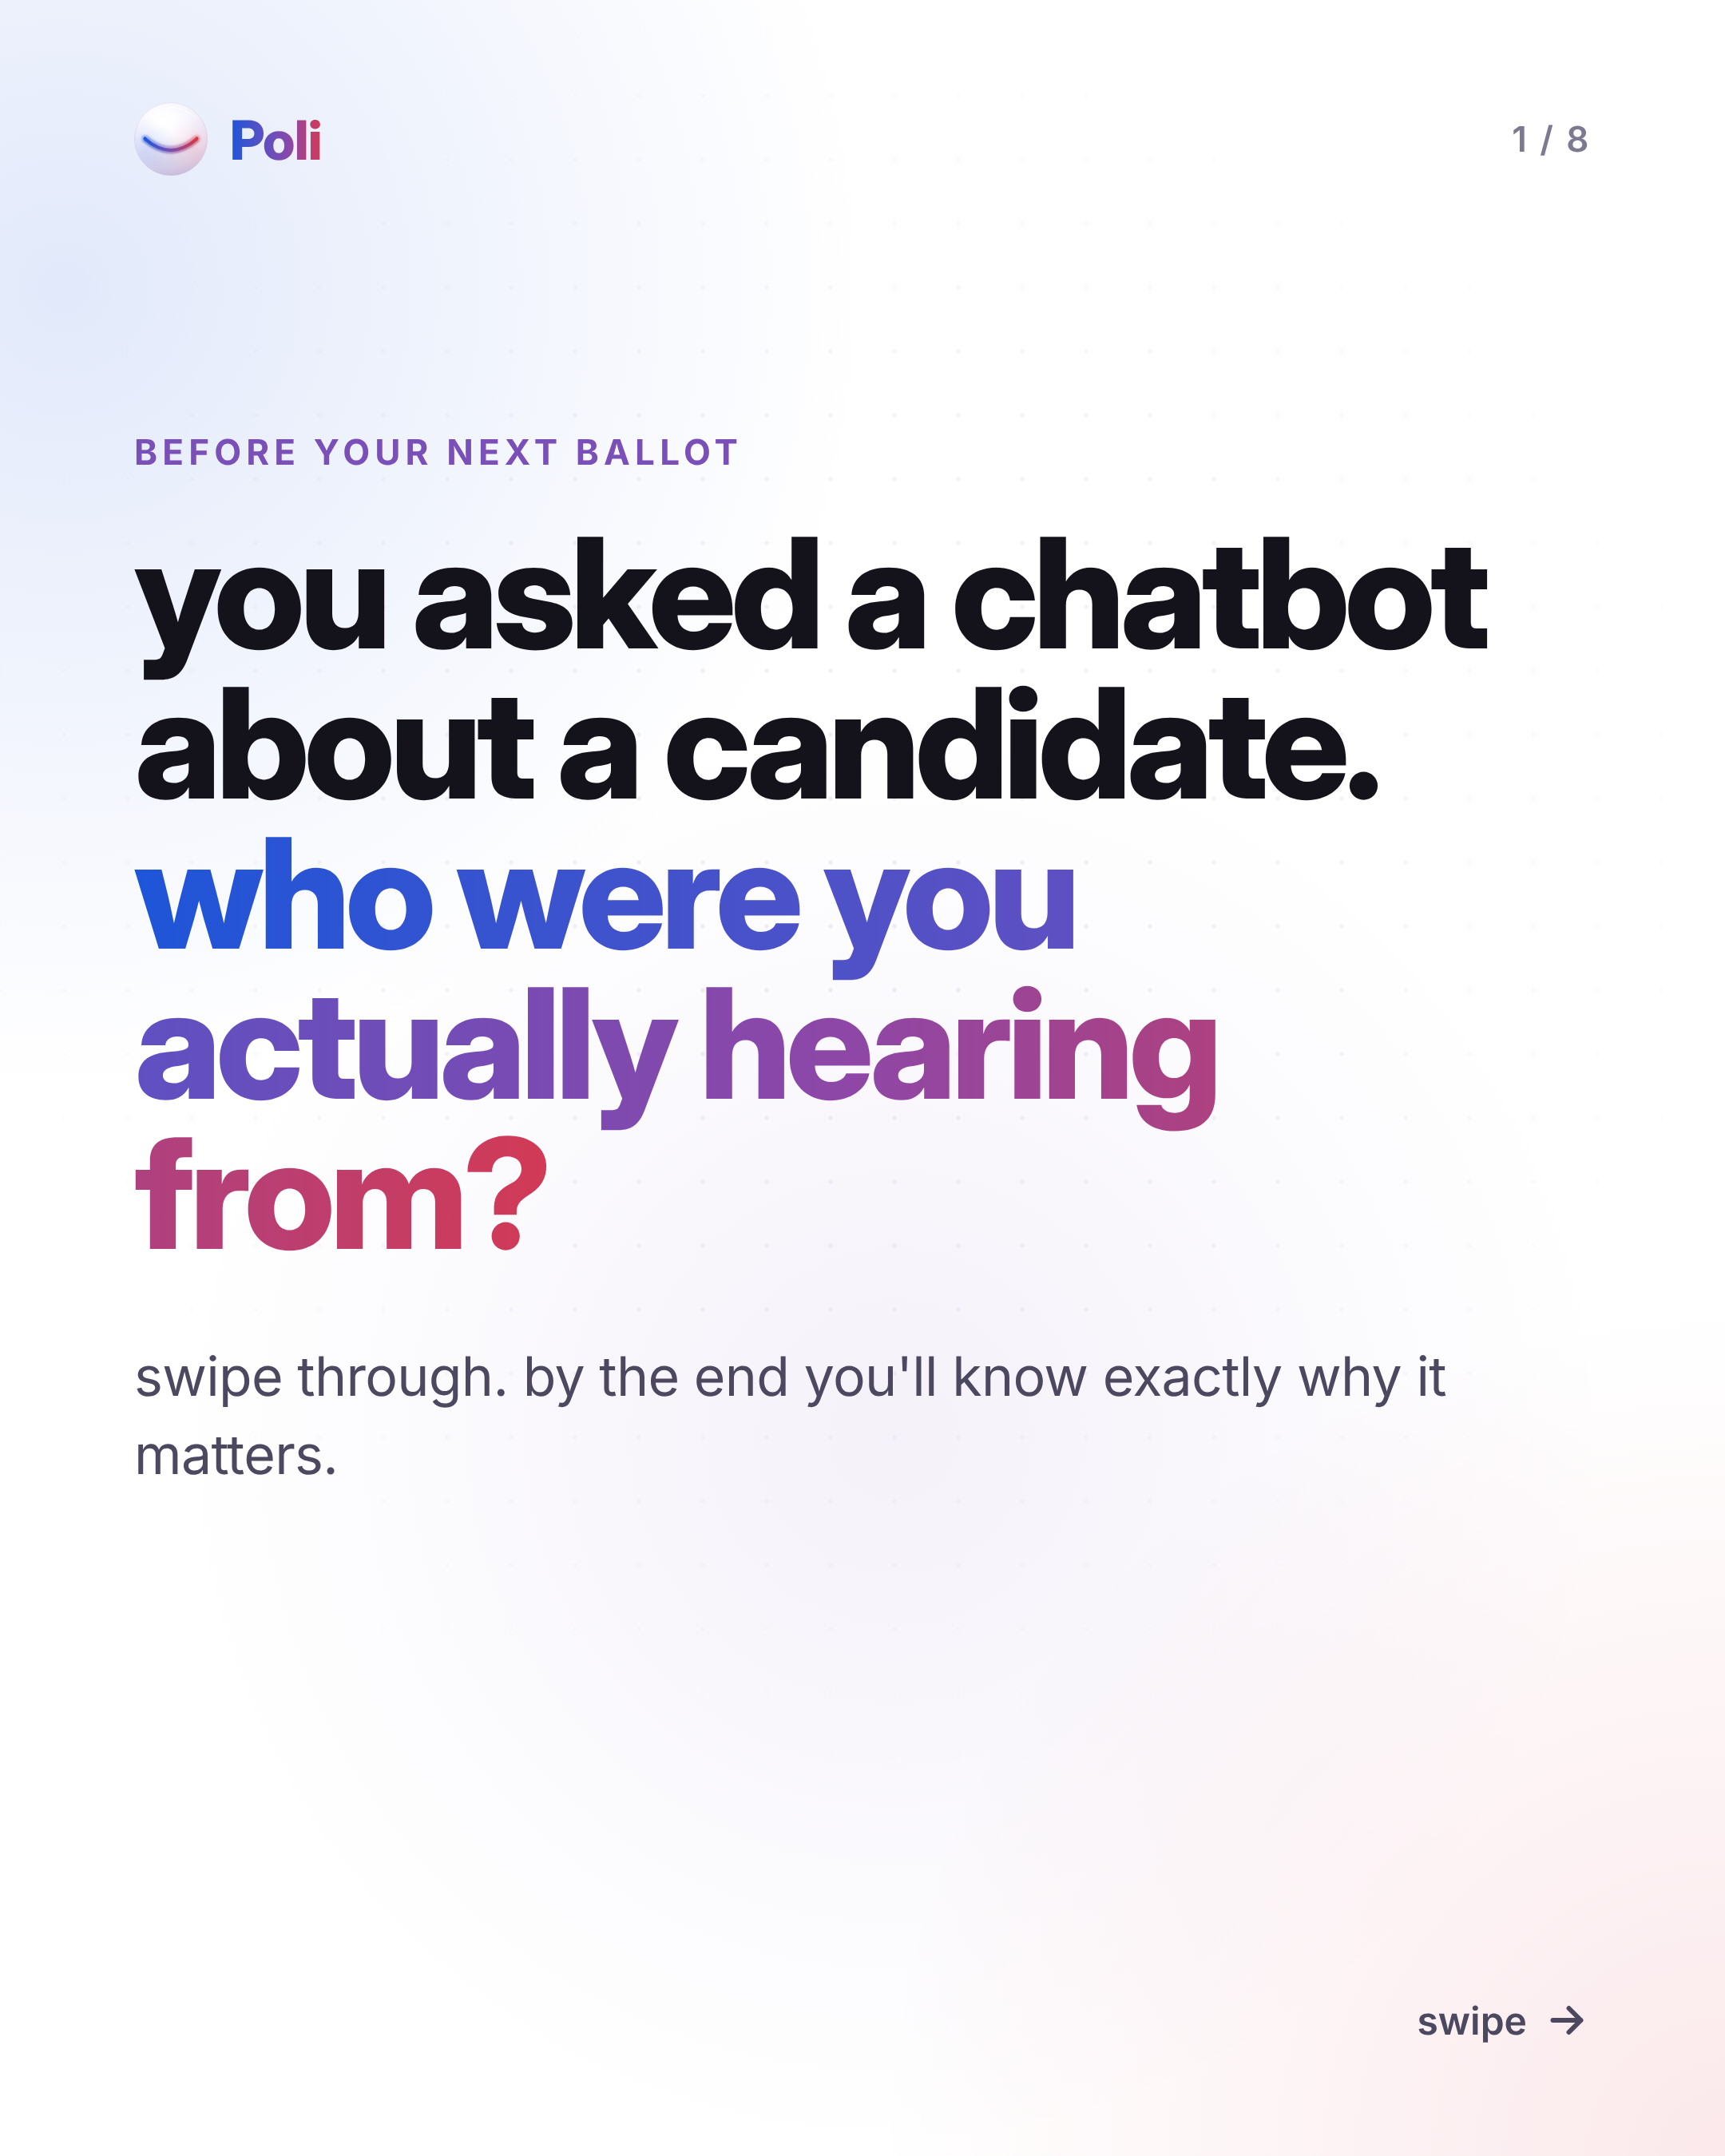 Poli
1 / 8
BEFORE YOUR NEXT BALLOT
you asked a chatbot
about a candidate.
who were you
actually hearing
from?
swipe through. by the end you'll know exactly why it
matters.
swipe →